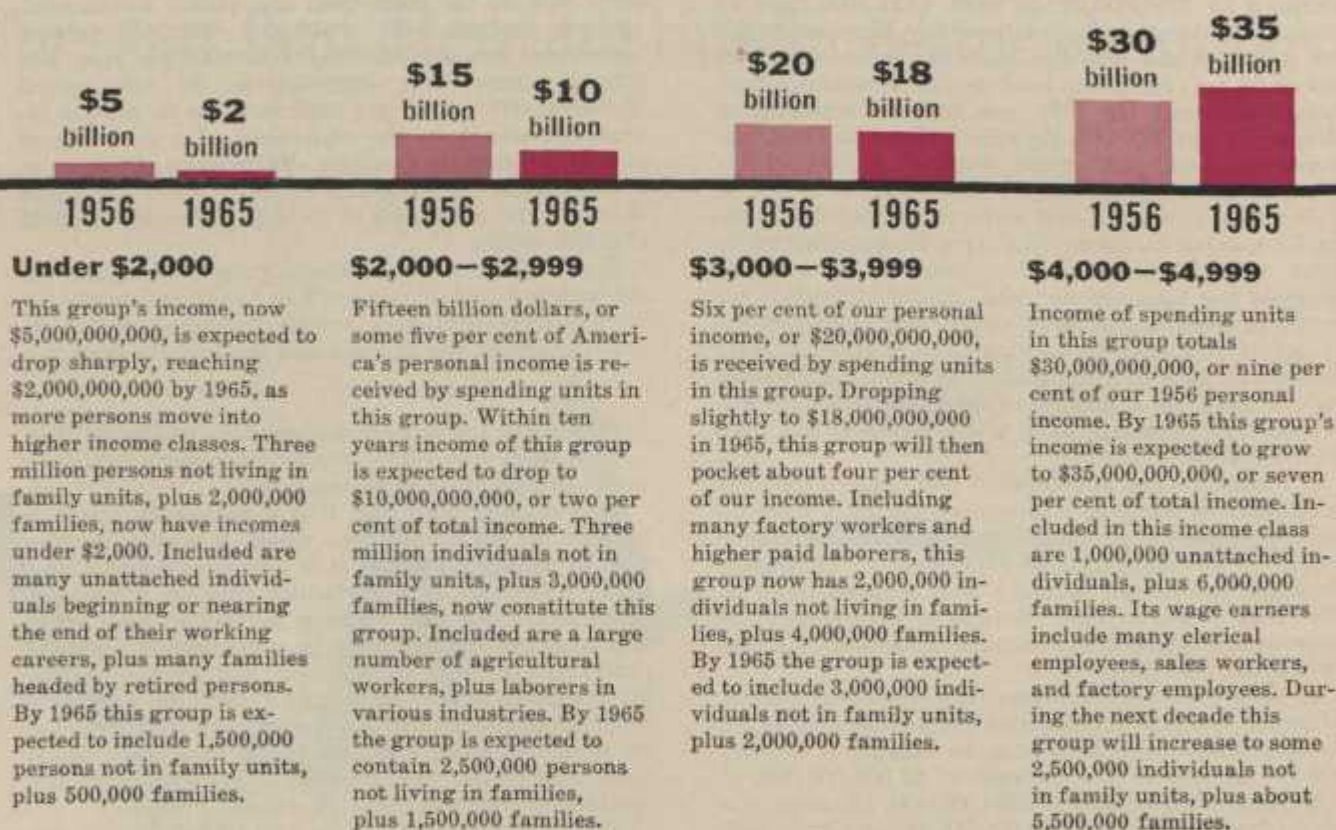 $5
billion
$2
billion
1956 1965
Under $2,000
This group's income, now
$5,000,000,000, is expected to
drop sharply, reaching
$2,000,000,000 by 1965, as
more persons move into
higher income classes. Three
million persons not living in
family units, plus 2,000,000
families, now have incomes
under $2,000. Included are
many unattached individ-
uals beginning or nearing
the end of their working
careers, plus many families
headed by retired persons.
By 1965 this group is ex-
pected to include 1,500,000
persons not in family units,
plus 500,000 families.
$15
billion
$10
billion
1956 1965
$2,000—$2,999
Fifteen billion dollars, or
some five per cent of Ameri-
ca's personal income is re-
ceived by spending units in
this group. Within ten
years income of this group
is expected to drop to
$10,000,000,000, or two per
cent of total income. Three
million individuals not in
family units, plus 3,000,000
families, now constitute this
group. Included are a large
number of agricultural
workers, plus laborers in
various industries. By 1965
the group is expected to
contain 2,500,000 persons
not living in families,
plus 1,500,000 families.
$20
billion
$18
billion
1956 1965
$3,000—$3,999
Six per cent of our personal
income, or $20,000,000,000,
is received by spending units
in this group. Dropping
slightly to $18,000,000,000
in 1965, this group will then
pocket about four per cent
of our income. Including
many factory workers and
higher paid laborers, this
group now has 2,000,000 in-
dividuals not living in fami-
lies, plus 4,000,000 families.
By 1965 the group is expect-
ed to include 3,000,000 indi-
viduals not in family units,
plus 2,000,000 families.
$30
billion
$35
billion
1956 1965
$4,000—$4,999
Income of spending units
in this group totals
$30,000,000,000, or nine per
cent of our 1956 personal
income. By 1965 this group's
income is expected to grow
to $35,000,000,000, or seven
per cent of total income. In-
cluded in this income class
are 1,000,000 unattached in-
dividuals, plus 6,000,000
families. Its wage earners
include many clerical
employees, sales workers,
and factory employees. Dur-
ing the next decade this
group will increase to some
2,500,000 individuals not
in family units, plus about
5,500,000 families.